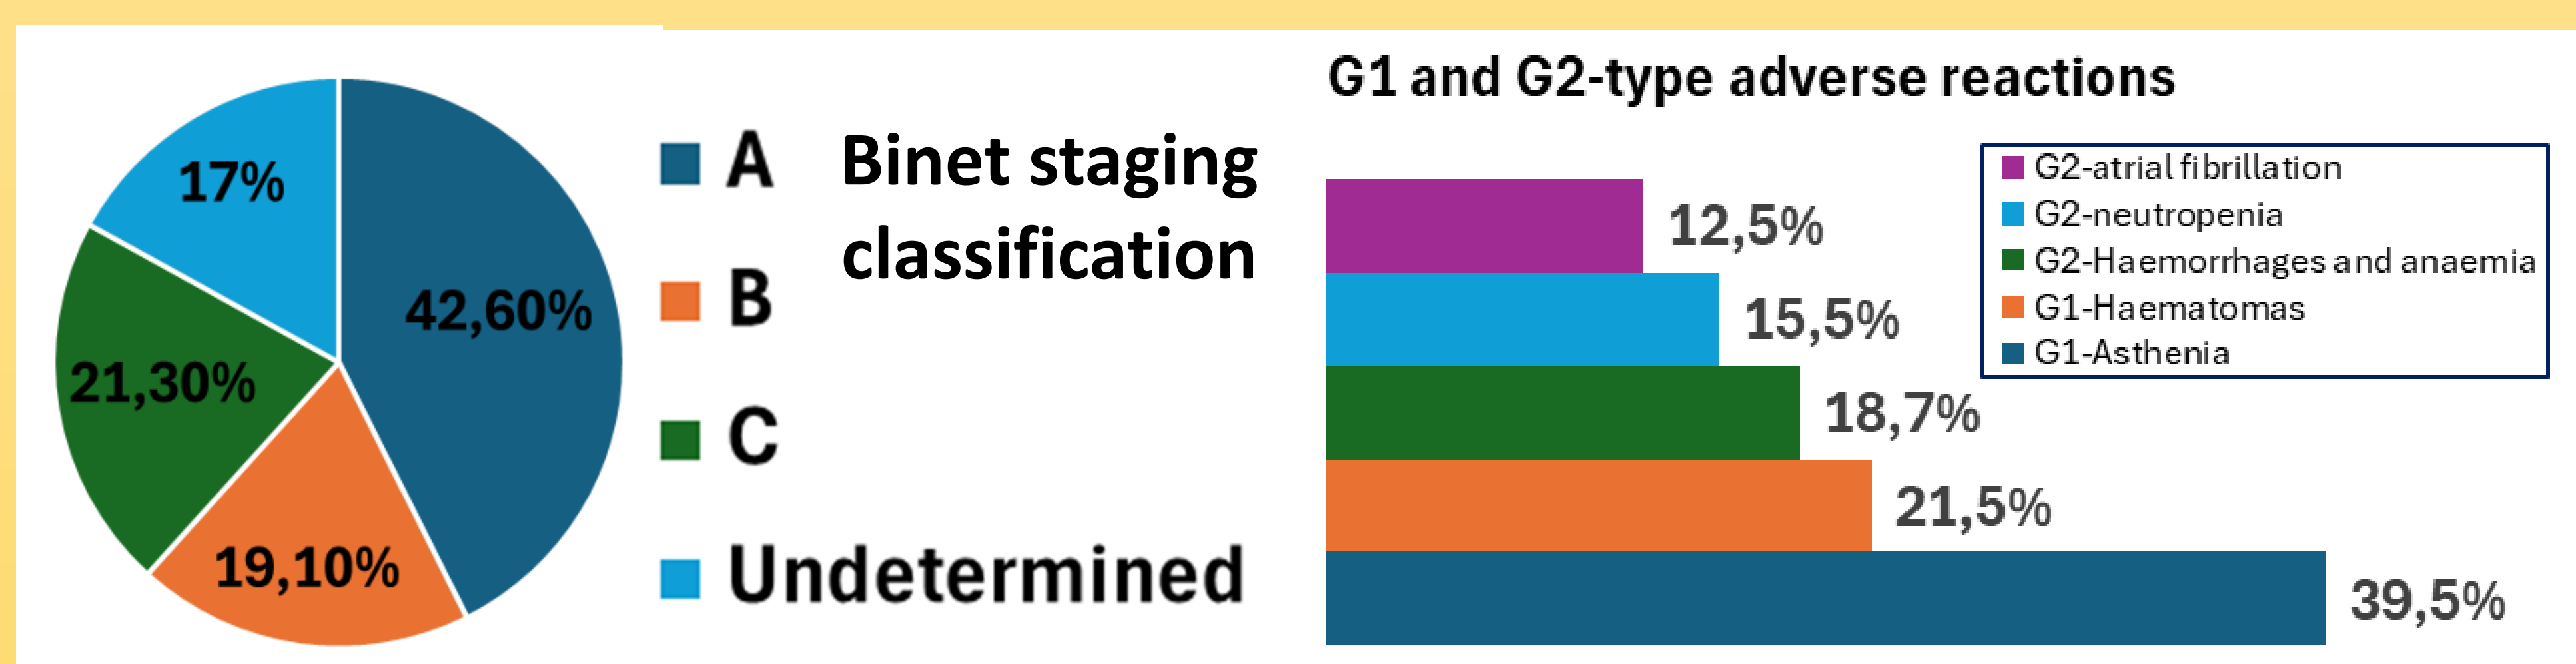 17%
42,60%
21,30%
19,10%
A
B
C
Undetermined
Binet staging
classification
G1 and G2-type adverse reactions
12,5%
15,5%
18,7%
21,5%
39,5%
G2-atrial fibrillation
G2-neutropenia
G2-Haemorrhages and anaemia
G1-Haematomas
G1-Asthenia